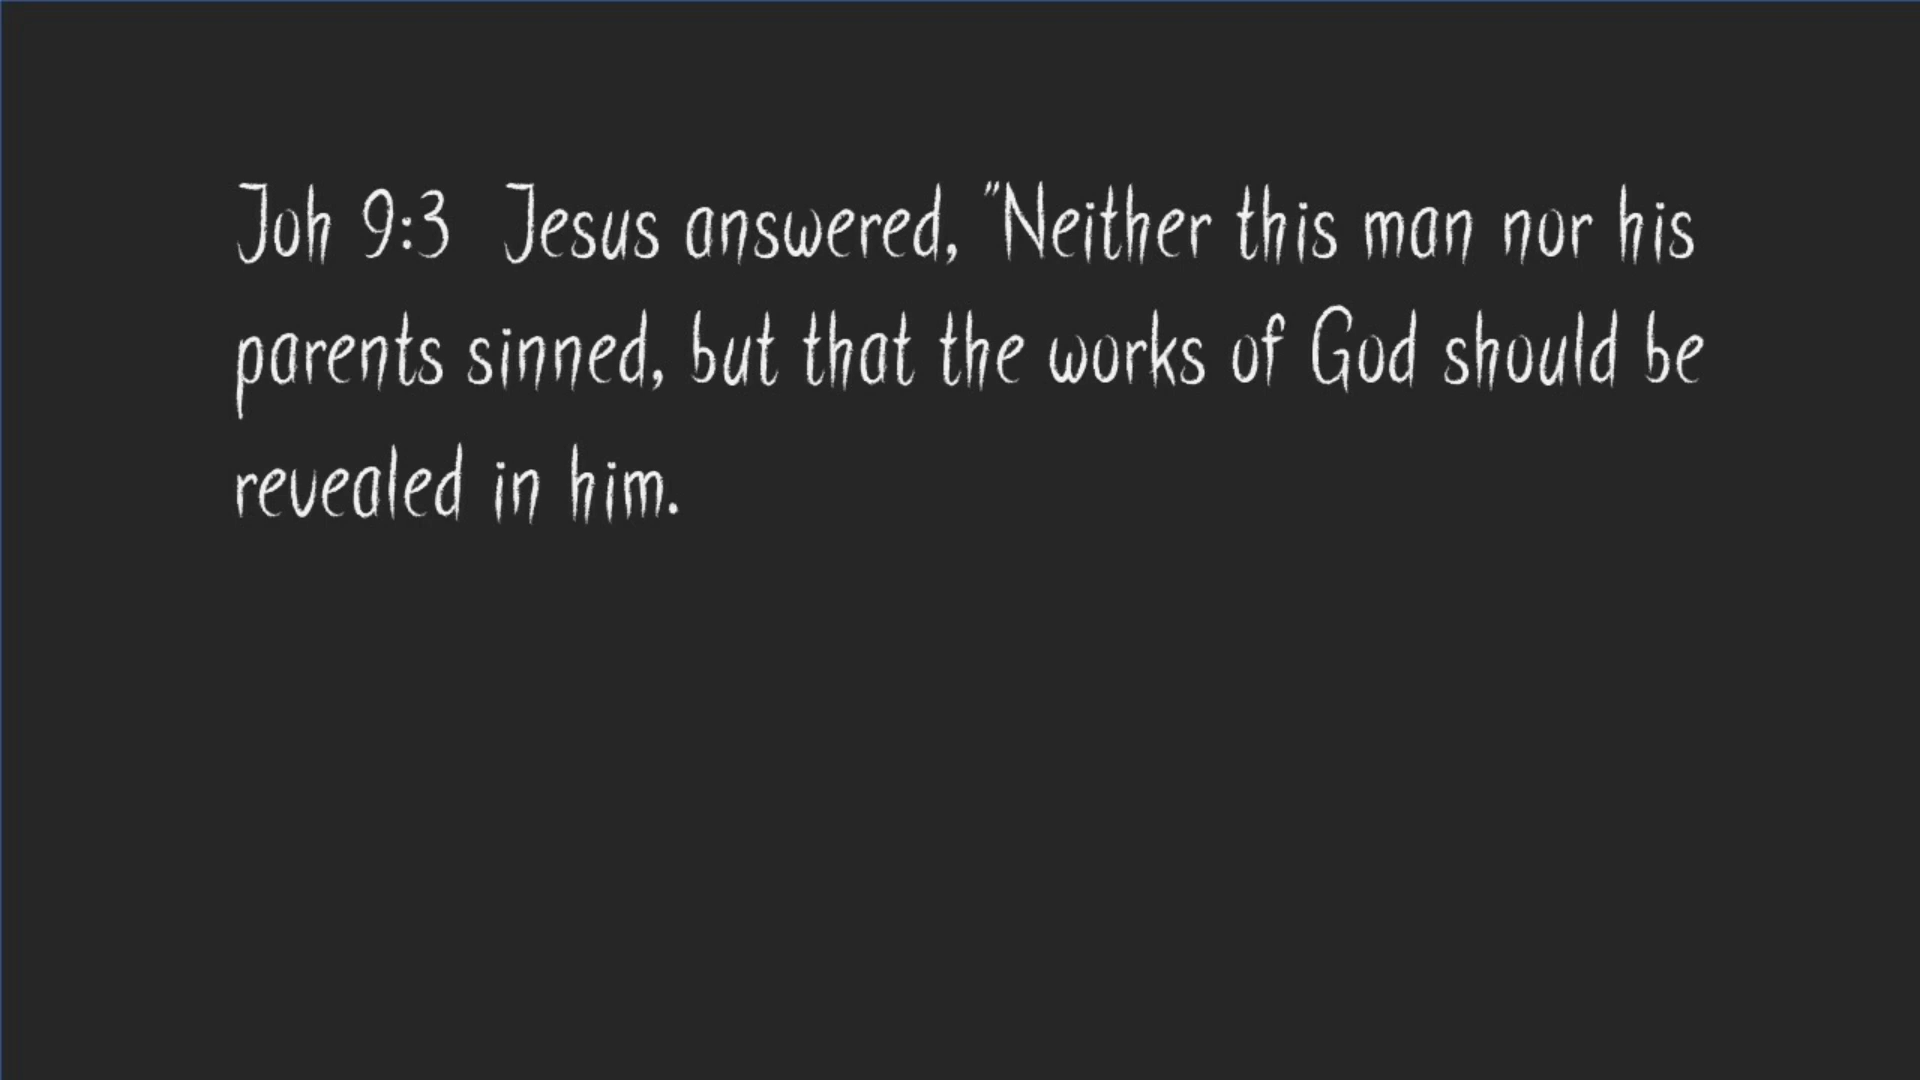 Joh 9:3  Jesus answered, "Neither this man nor his
parents sinned, but that the works of God should be
revealed in him.